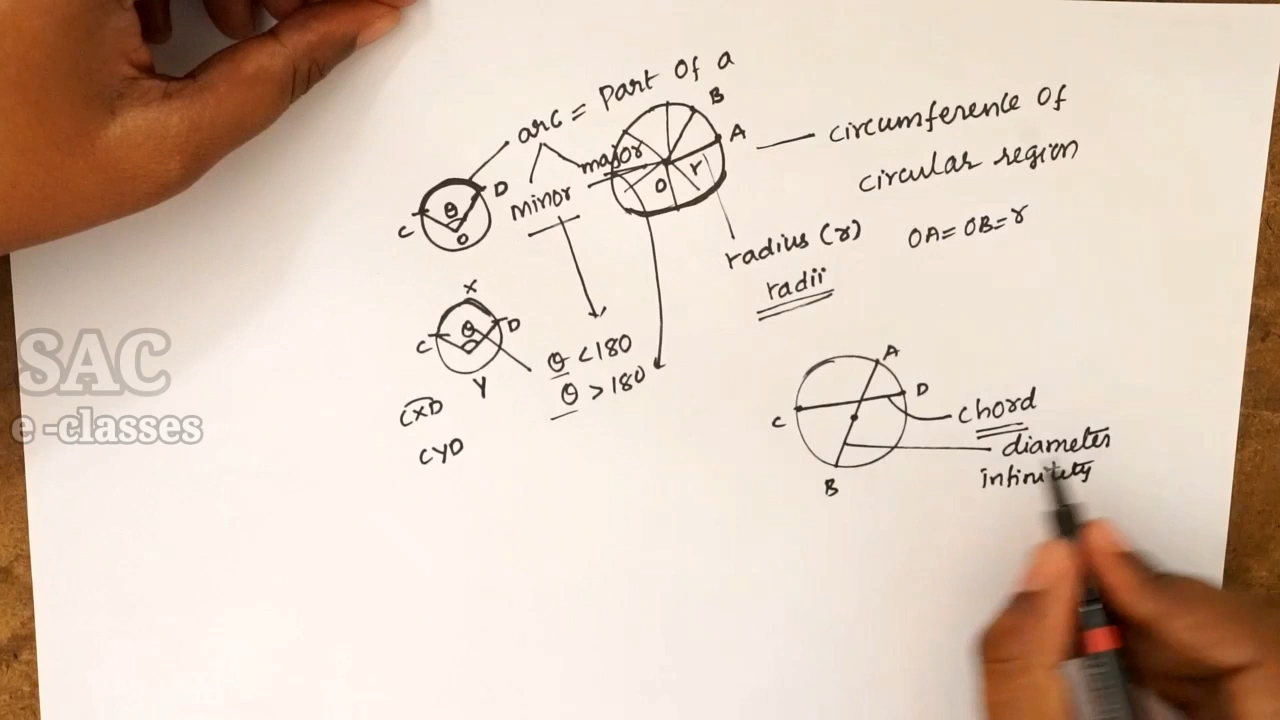 arc = Part Of a
circumference Of
circular region
B
A
major
minor
r
O
D
θ
C
O
radius (r)
radii
OA = OB = r
X
θ
C
D
Y
θ < 180
θ > 180
CXD
CYD
A
D
C
B
chord
diameter
SAC
e -classes